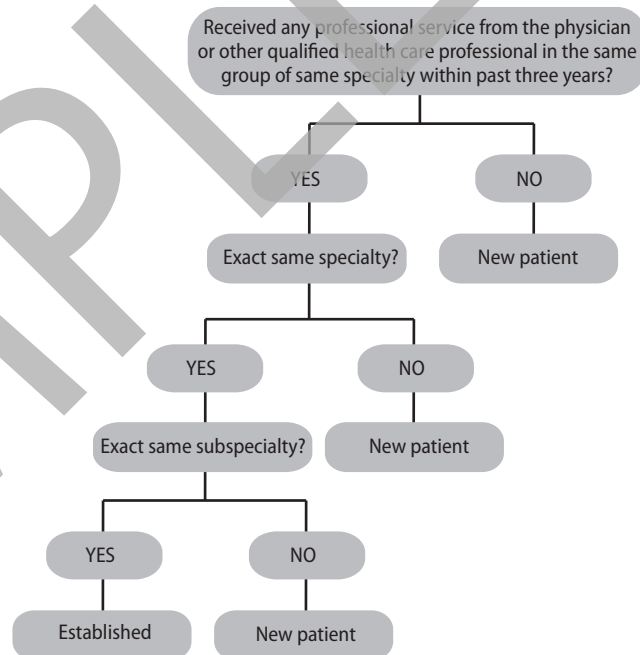 Received any professional service from the physician
or other qualified health care professional in the same
group of same specialty within past three years?
YES
NO
Exact same specialty?
New patient
YES
NO
Exact same subspecialty?
New patient
YES
NO
Established
New patient